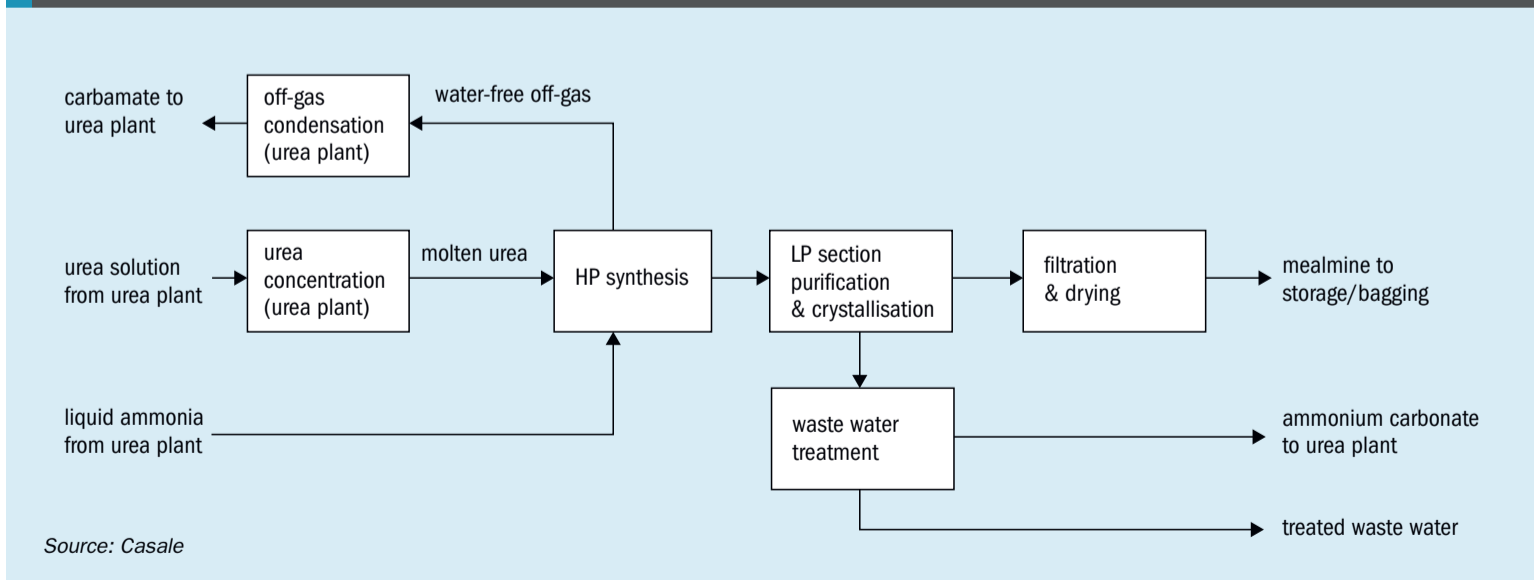 carbamate to
urea plant
off-gas
condensation
(urea plant)
water-free off-gas
urea solution
from urea plant
urea
concentration
(urea plant)
molten urea
HP synthesis
LP section
purification
& crystallisation
filtration
& drying
mealmine to
storage/bagging
liquid ammonia
from urea plant
waste water
treatment
ammonium carbonate
to urea plant
treated waste water
Source: Casale